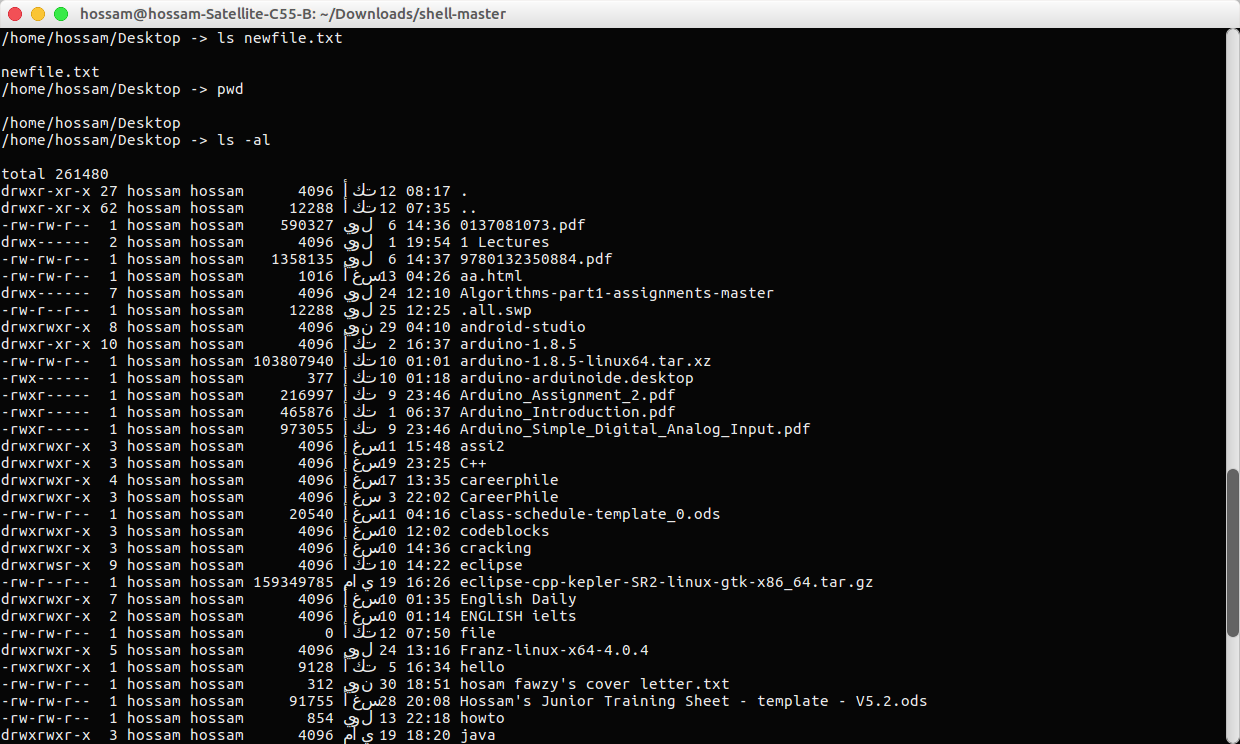 hossam@hossam-Satellite-C55-B: ~/Downloads/shell-master
/home/hossam/Desktop -> ls newfile.txt
newfile.txt
/home/hossam/Desktop -> pwd
/home/hossam/Desktop
/home/hossam/Desktop -> ls -al
total 261480
drwxr-xr-x 27 hossam hossam      4096 أكت 12 08:17 .
drwxr-xr-x 62 hossam hossam     12288 أكت 12 07:35 ..
-rw-rw-r--  1 hossam hossam    590327 يول  6 14:36 0137081073.pdf
drwx------  2 hossam hossam      4096 يول  1 19:54 1 Lectures
-rw-rw-r--  1 hossam hossam   1358135 يول  6 14:37 9780132350884.pdf
-rw-rw-r--  1 hossam hossam      1016 أغس 13 04:26 aa.html
drwx------  7 hossam hossam      4096 يول 24 12:10 Algorithms-part1-assignments-master
-rw-r--r--  1 hossam hossam     12288 يول 25 12:25 .all.swp
drwxrwxr-x  8 hossam hossam      4096 يون 29 04:10 android-studio
drwxr-xr-x 10 hossam hossam      4096 أكت  2 16:37 arduino-1.8.5
-rw-rw-r--  1 hossam hossam 103807940 أكت 10 01:01 arduino-1.8.5-linux64.tar.xz
-rwx------  1 hossam hossam       377 أكت 10 01:18 arduino-arduinoide.desktop
-rwxr-----  1 hossam hossam    216997 أكت  9 23:46 Arduino_Assignment_2.pdf
-rwxr-----  1 hossam hossam    465876 أكت  1 06:37 Arduino_Introduction.pdf
-rwxr-----  1 hossam hossam    973055 أكت  9 23:46 Arduino_Simple_Digital_Analog_Input.pdf
drwxrwxr-x  3 hossam hossam      4096 أغس 11 15:48 assi2
drwxrwxr-x  3 hossam hossam      4096 أغس 19 23:25 C++
drwxrwxr-x  4 hossam hossam      4096 أغس 17 13:35 careerphile
drwxrwxr-x  3 hossam hossam      4096 أغس  3 22:02 CareerPhile
-rw-rw-r--  1 hossam hossam     20540 أغس 11 04:16 class-schedule-template_0.ods
drwxrwxr-x  3 hossam hossam      4096 أغس 10 12:02 codeblocks
drwxrwxr-x  3 hossam hossam      4096 أغس 10 14:36 cracking
drwxrwsr-x  9 hossam hossam      4096 أكت 10 14:22 eclipse
-rw-r--r--  1 hossam hossam 159349785 ماي 19 16:26 eclipse-cpp-kepler-SR2-linux-gtk-x86_64.tar.gz
drwxrwxr-x  7 hossam hossam      4096 أغس 10 01:35 English Daily
drwxrwxr-x  2 hossam hossam      4096 أغس 10 01:14 ENGLISH ielts
-rw-rw-r--  1 hossam hossam         0 أكت 12 07:50 file
drwxrwxr-x  5 hossam hossam      4096 يول 24 13:16 Franz-linux-x64-4.0.4
-rwxrwxr-x  1 hossam hossam      9128 أكت  5 16:34 hello
-rw-rw-r--  1 hossam hossam       312 يون 30 18:51 hosam fawzy's cover letter.txt
-rw-rw-r--  1 hossam hossam     91755 أغس 28 20:08 Hossam's Junior Training Sheet - template - V5.2.ods
-rw-rw-r--  1 hossam hossam       854 يول 13 22:18 howto
drwxrwxr-x  3 hossam hossam      4096 ماي 19 18:20 java